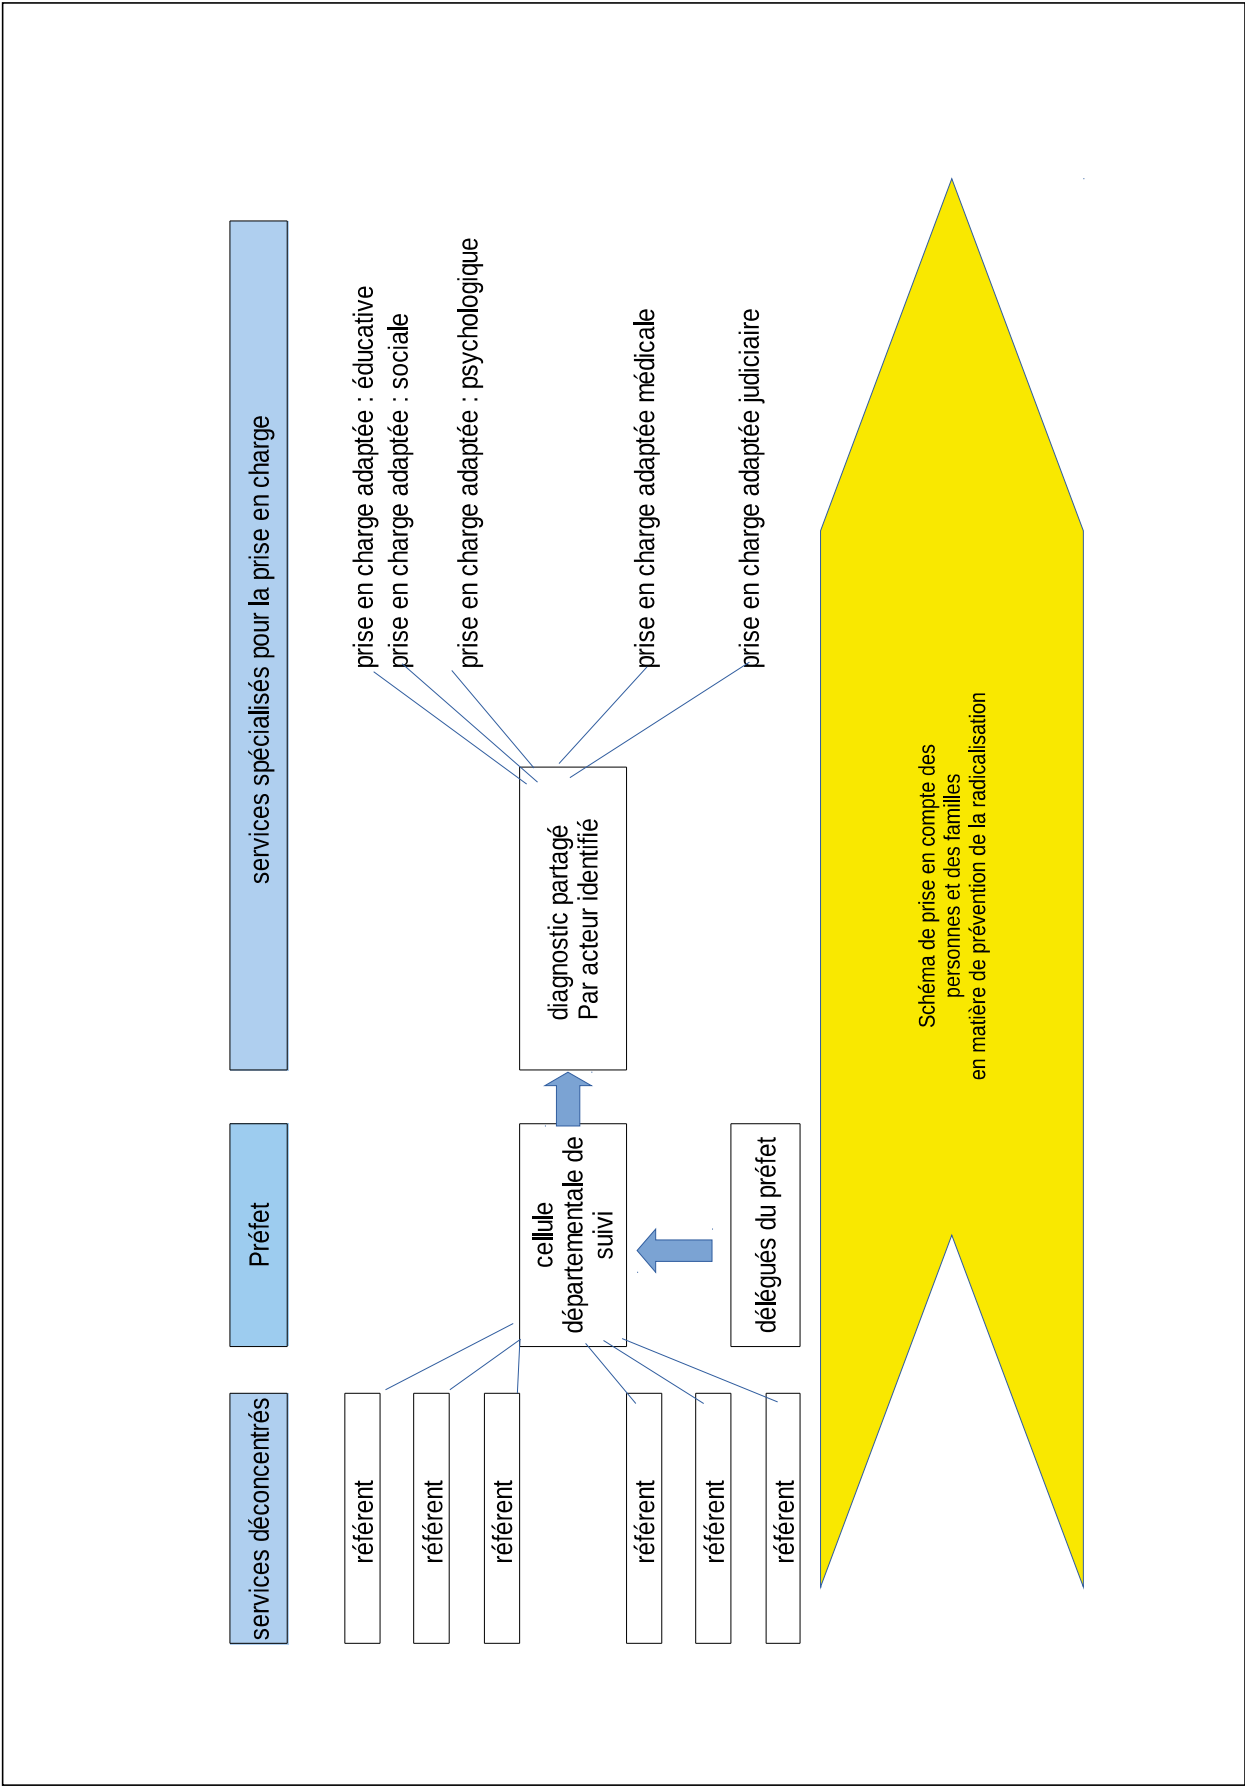 services déconcentrés
Préfet
services spécialisés pour la prise en charge
référent
référent
référent
référent
référent
référent
cellule
départementale de
suivi
délégués du préfet
diagnostic partagé
Par acteur identifié
prise en charge adaptée : éducative
prise en charge adaptée : sociale
prise en charge adaptée : psychologique
prise en charge adaptée médicale
prise en charge adaptée judiciaire
Schéma de prise en compte des
personnes et des familles
en matière de prévention de la radicalisation